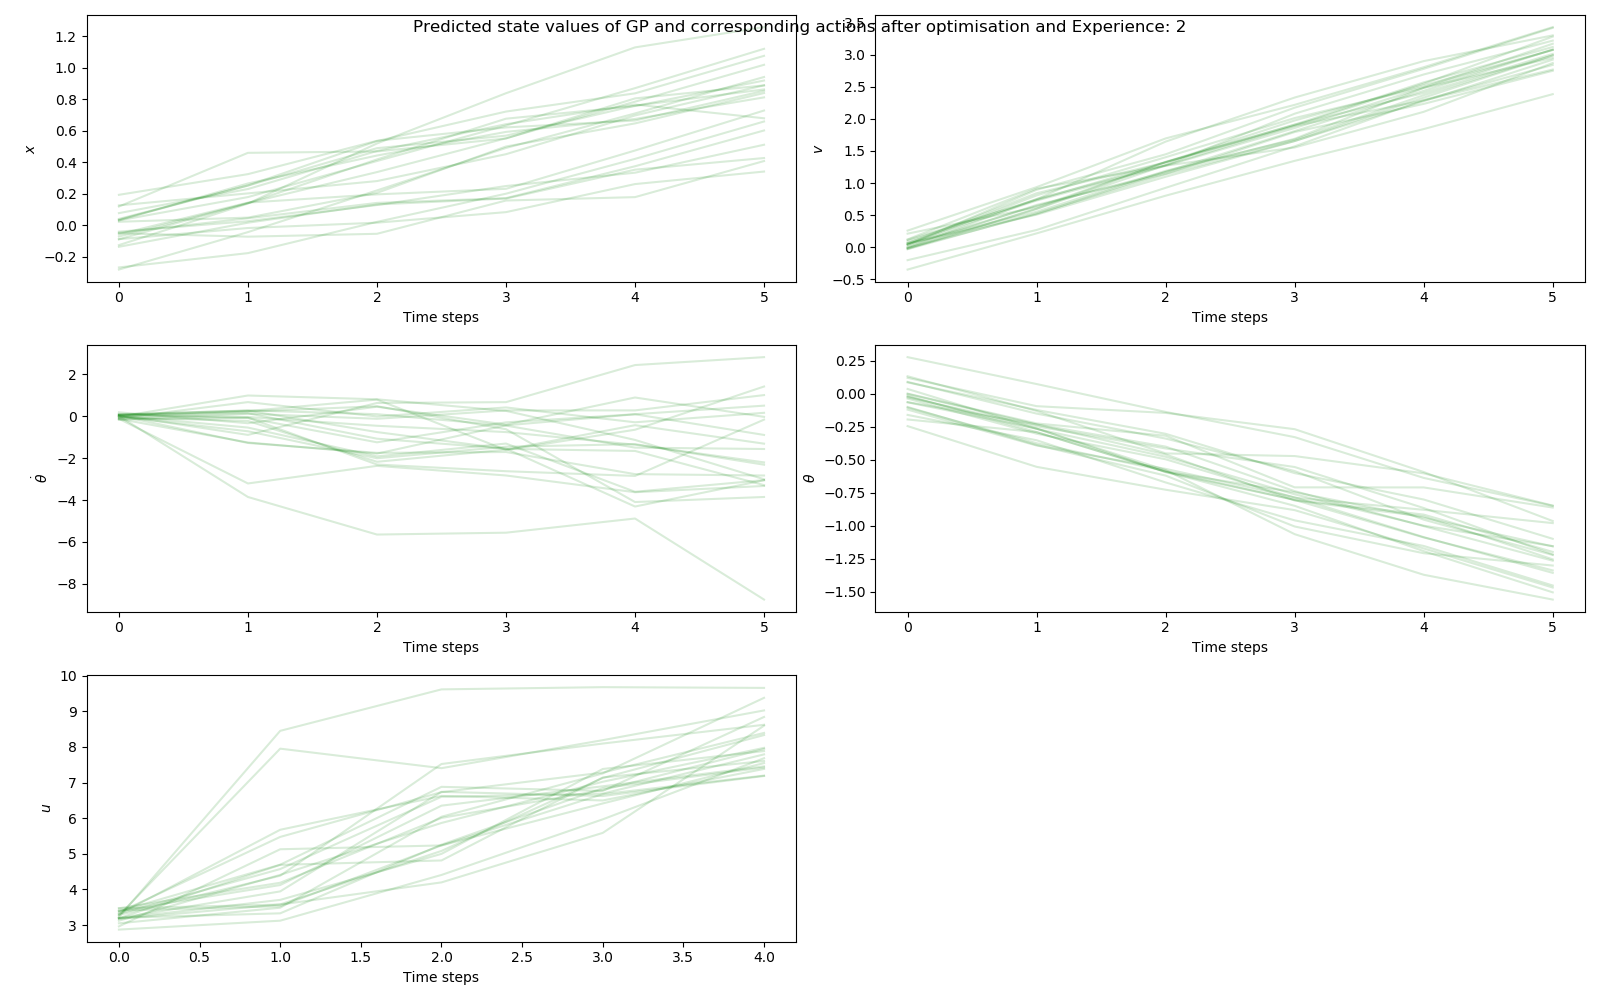 Predicted state values of GP and corresponding actions after optimisation and Experience: 2
1.2
1.0
0.8
0.6
0.4
0.2
0.0
−0.2
x
0 1 2 3 4 5
Time steps
3.5
3.0
2.5
2.0
1.5
1.0
0.5
0.0
−0.5
v
0 1 2 3 4 5
Time steps
2
0
−2
−4
−6
−8
θ̇
0 1 2 3 4 5
Time steps
0.25
0.00
−0.25
−0.50
−0.75
−1.00
−1.25
−1.50
θ
0 1 2 3 4 5
Time steps
10
9
8
7
6
5
4
3
u
0.0 0.5 1.0 1.5 2.0 2.5 3.0 3.5 4.0
Time steps